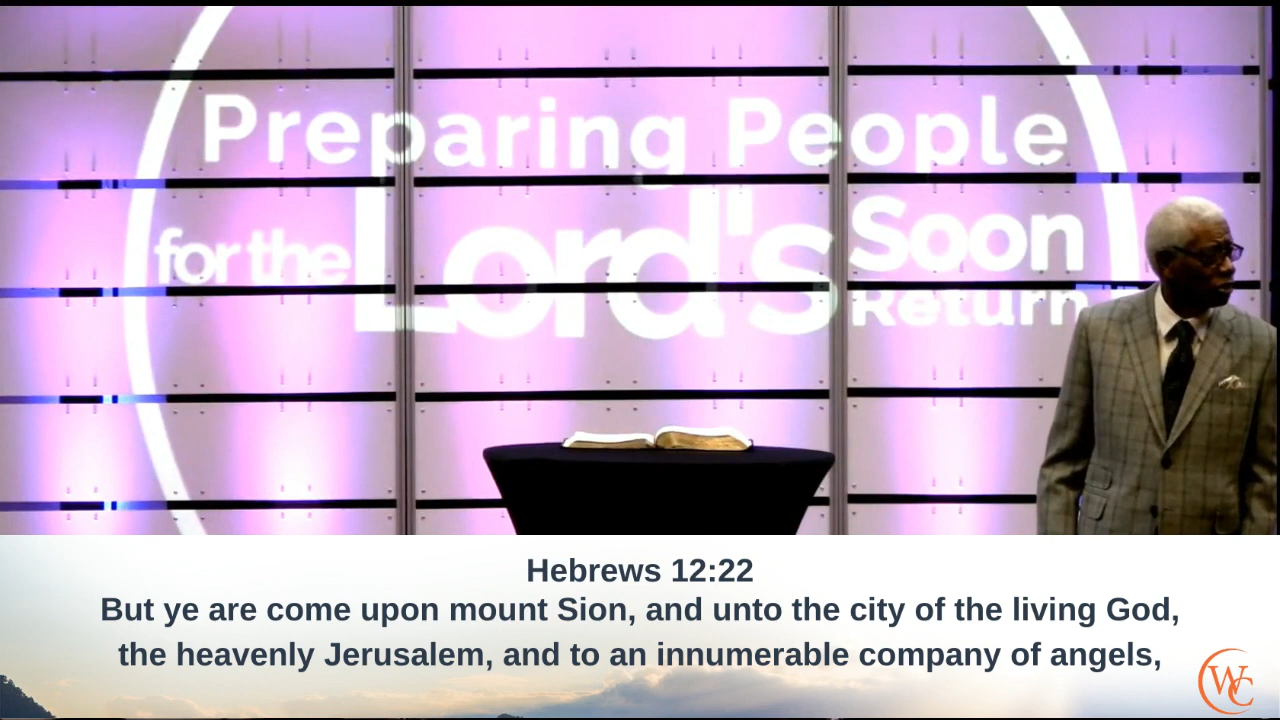 Preparing People
for the Lord's Soon
Return
Hebrews 12:22
But ye are come upon mount Sion, and unto the city of the living God,
the heavenly Jerusalem, and to an innumerable company of angels,
WC